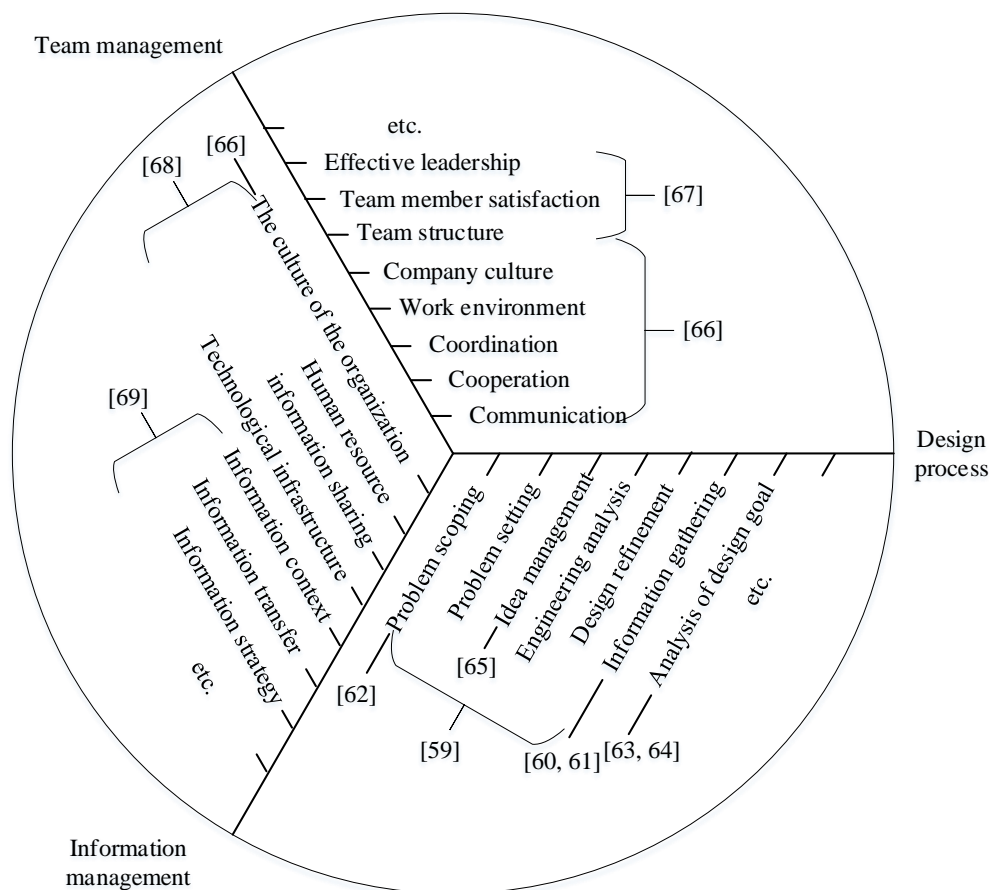 Team management
etc.
[66]
Effective leadership
[68]
[67]
Team member satisfaction
Team structure
The culture of the organization
Company culture
Work environment
[66]
Coordination
Cooperation
Communication
Human resource
information sharing
Technological infrastructure
[69]
Information context
Information transfer
Information strategy
etc.
Design
process
Problem scoping
Problem setting
Idea management
Engineering analysis
Design refinement
Information gathering
Analysis of design goal
etc.
[65]
[62]
[59]
[60, 61]
[63, 64]
Information
management